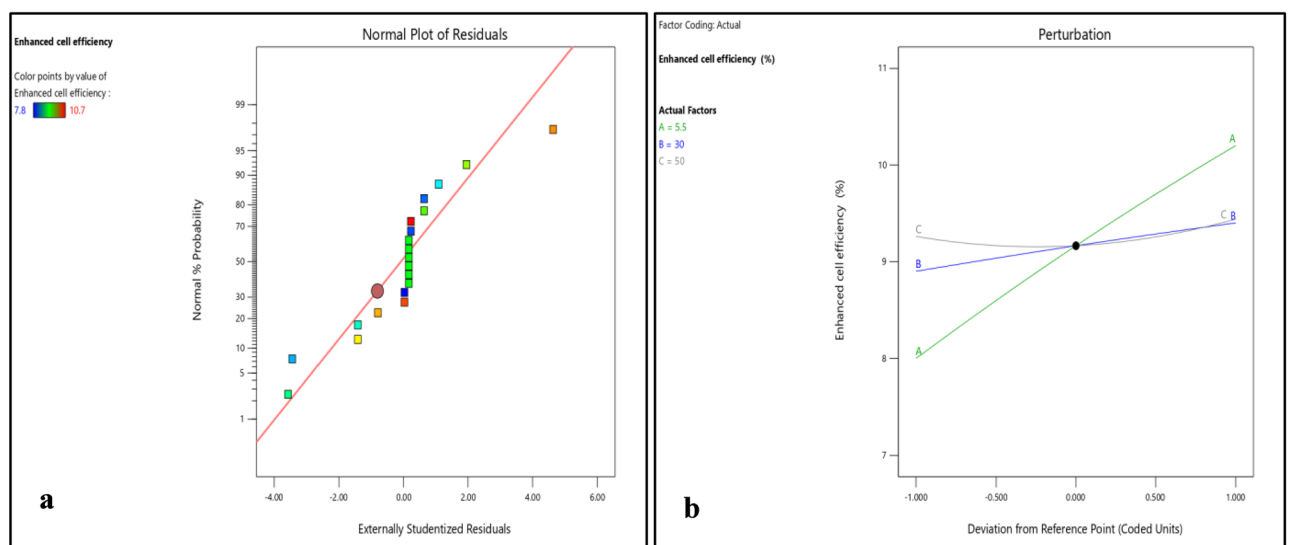 Enhanced cell efficiency
Color points by value of
Enhanced cell efficiency :
7.8 10.7
Normal Plot of Residuals
Normal % Probability
99
95
90
80
70
50
30
20
10
5
1
-4.00 -2.00 0.00 2.00 4.00 6.00
Externally Studentized Residuals
a
Factor Coding: Actual
Enhanced cell efficiency (%)
Actual Factors
A = 5.5
B = 30
C = 50
Perturbation
Enhanced cell efficiency (%)
11
10
9
8
7
A
C
C B
B
A
-1.000 -0.500 0.000 0.500 1.000
Deviation from Reference Point (Coded Units)
b